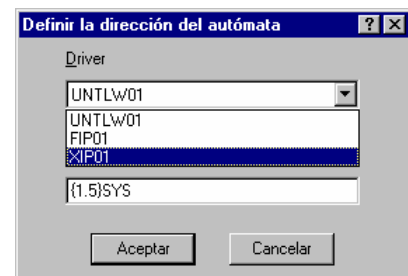 Definir la dirección del autómata
Driver
UNTLW01
UNTLW01
FIP01
XIP01
{1.5}SYS
Aceptar
Cancelar